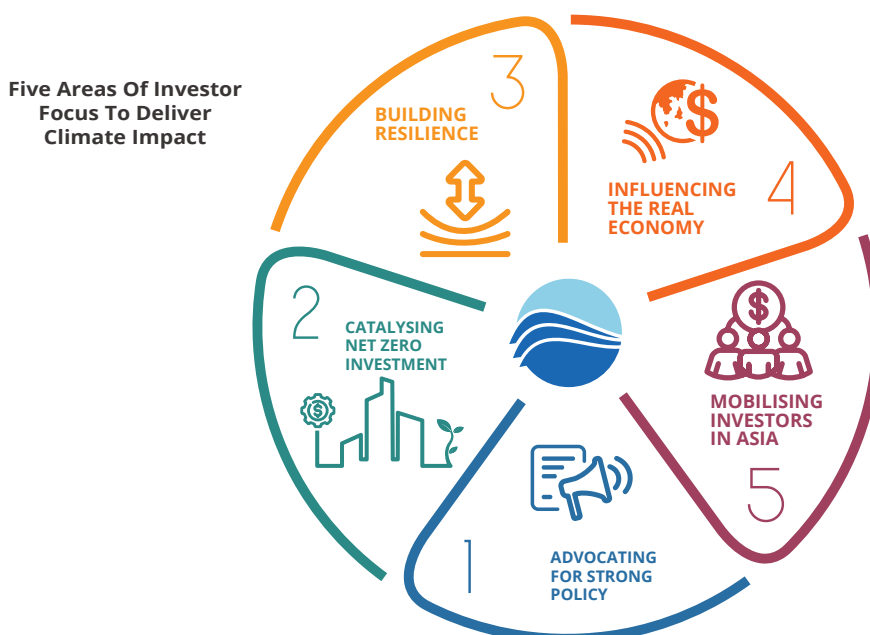 Five Areas Of Investor
Focus To Deliver
Climate Impact
1
ADVOCATING
FOR STRONG
POLICY
2
CATALYSING
NET ZERO
INVESTMENT
$
3
BUILDING
RESILIENCE
4
$
INFLUENCING
THE REAL
ECONOMY
$
MOBILISING
INVESTORS
IN ASIA
5